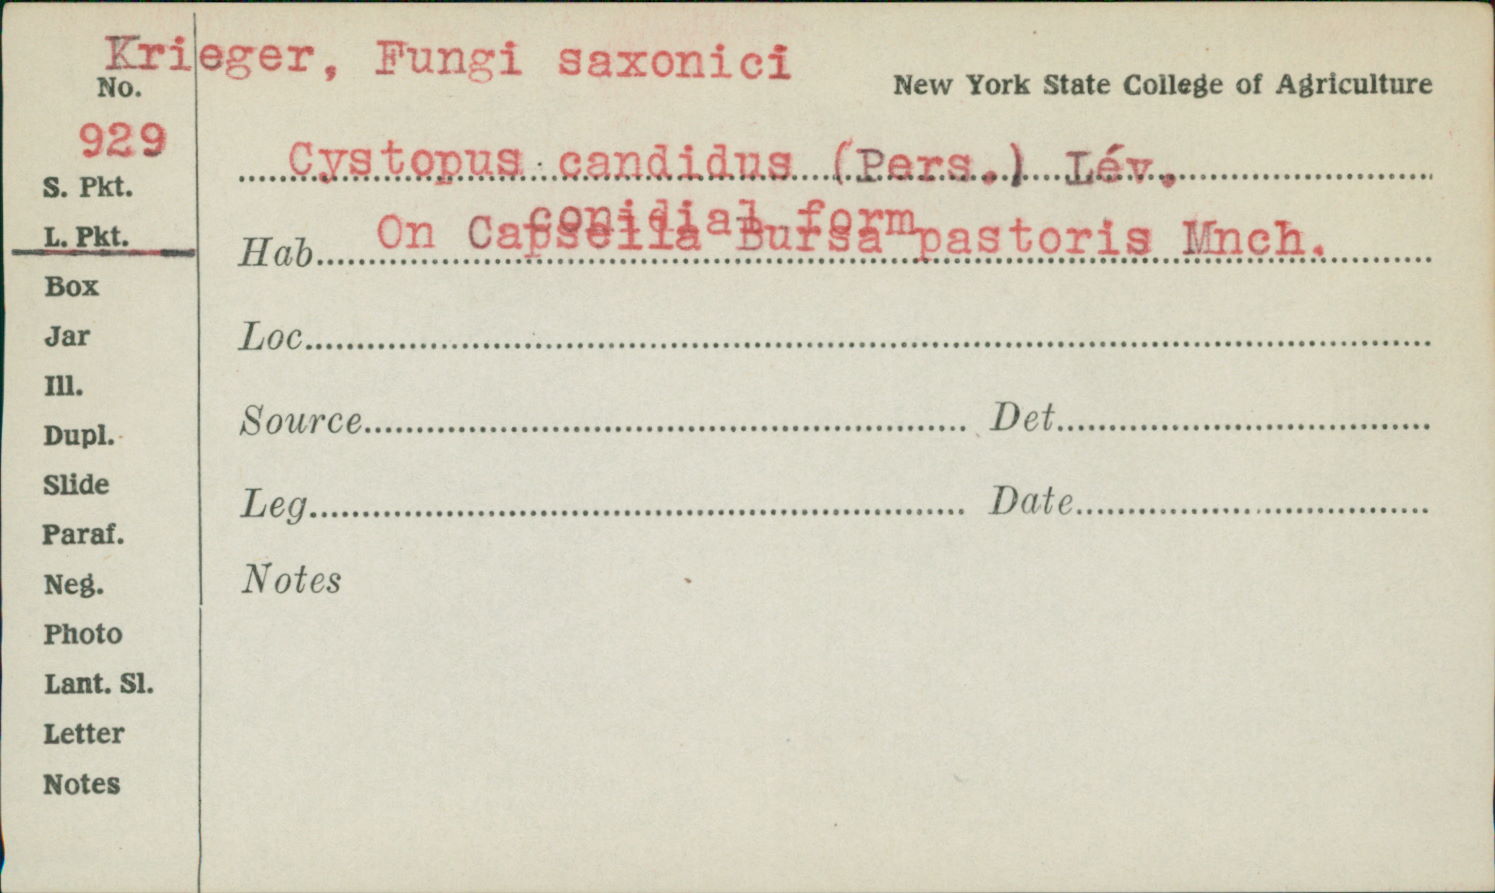 Krieger, Fungi saxonici
No.
New York State College of Agriculture
929
Cystopus candidus (Pers.) Lév.
S. Pkt.
conidial form
L. Pkt.
Hab. On Capsella Bursa pastoris Mnch.
Box
Jar
Loc.
Ill.
Dupl.
Source Det.
Slide
Leg. Date
Paraf.
Neg.
Notes
Photo
Lant. Sl.
Letter
Notes